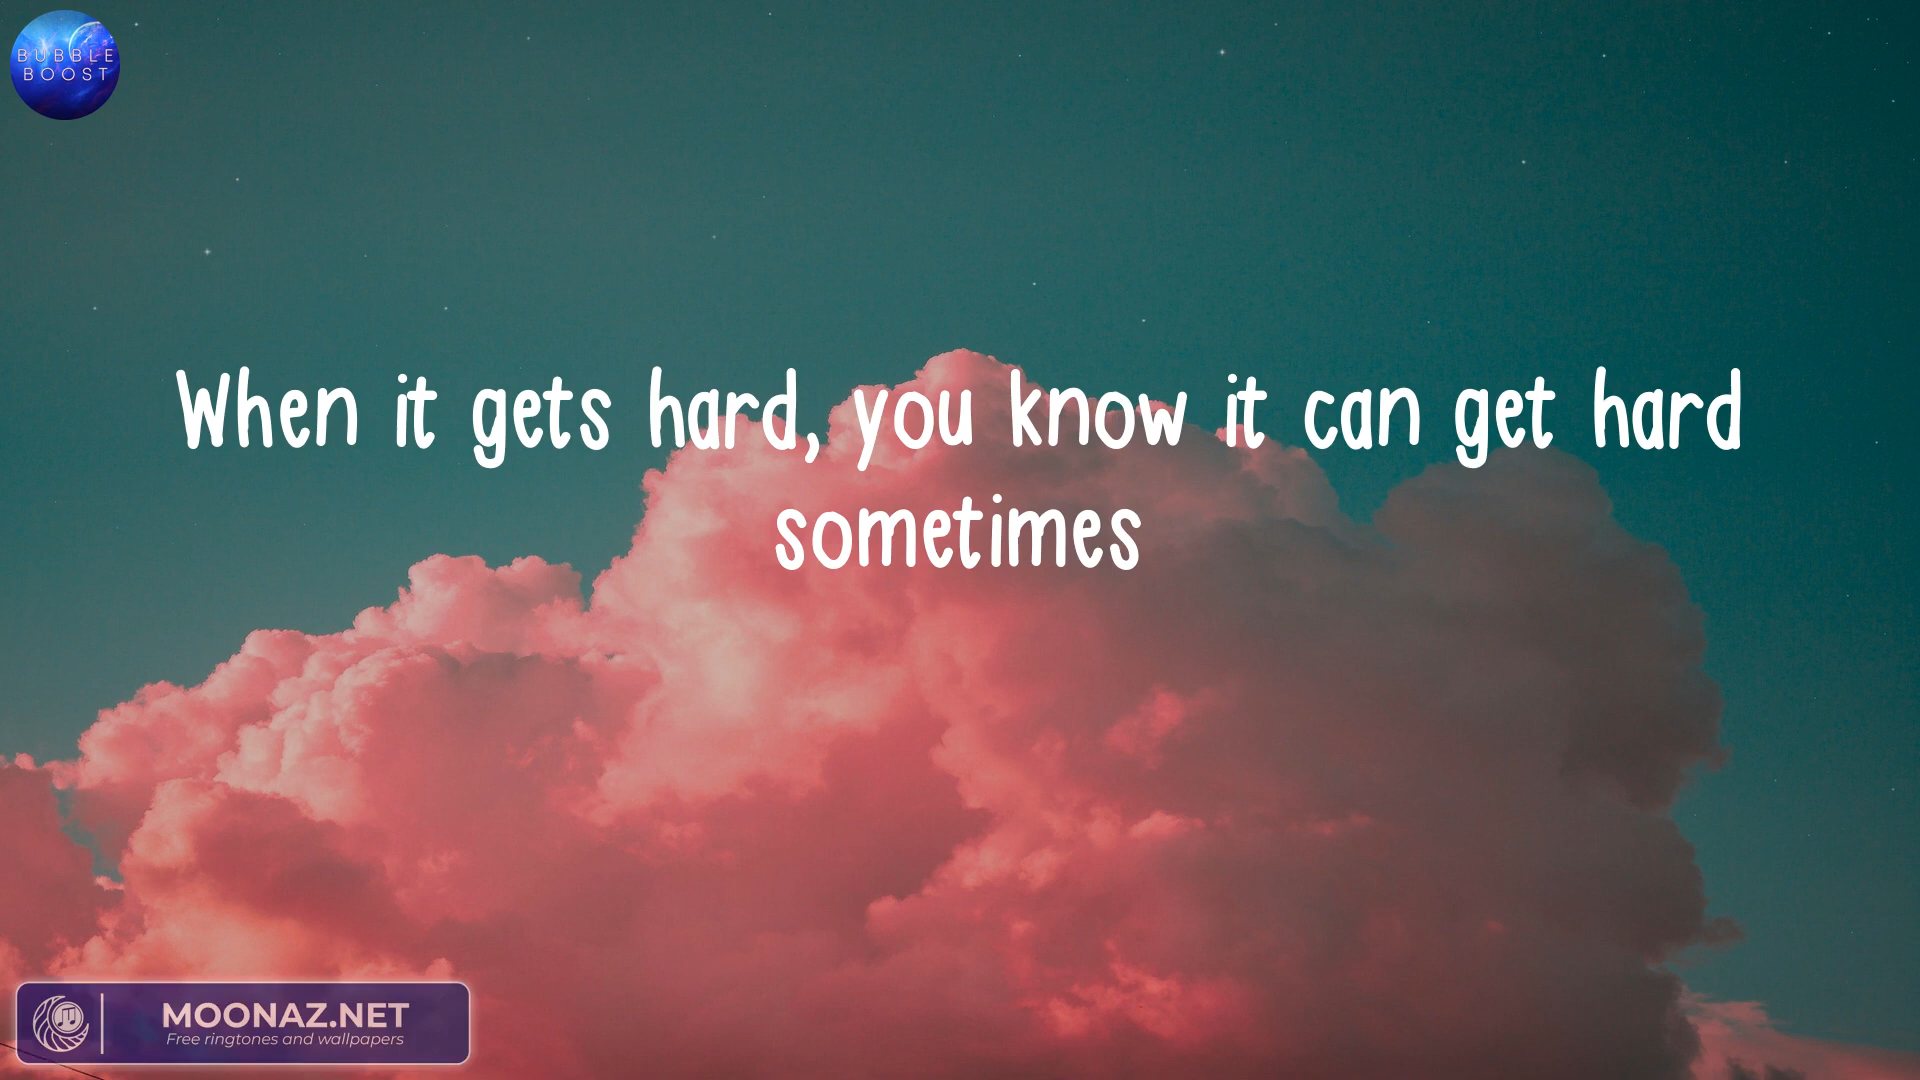 BUBBLE
BOOST
When it gets hard, you know it can get hard
sometimes
MOONAZ.NET
Free ringtones and wallpapers